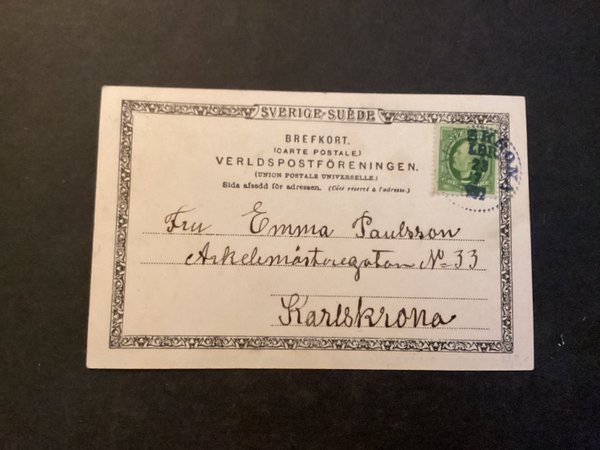 SVERIGE-SUÈDE
BREFKORT.
(CARTE POSTALE.)
VERLDSPOSTFÖRENINGEN.
(UNION POSTALE UNIVERSELLE.)
Sida afsedd för adressen. (Côté réservé à l'adresse.)
Fru Emma Paulsson
No 33
Karlskrona